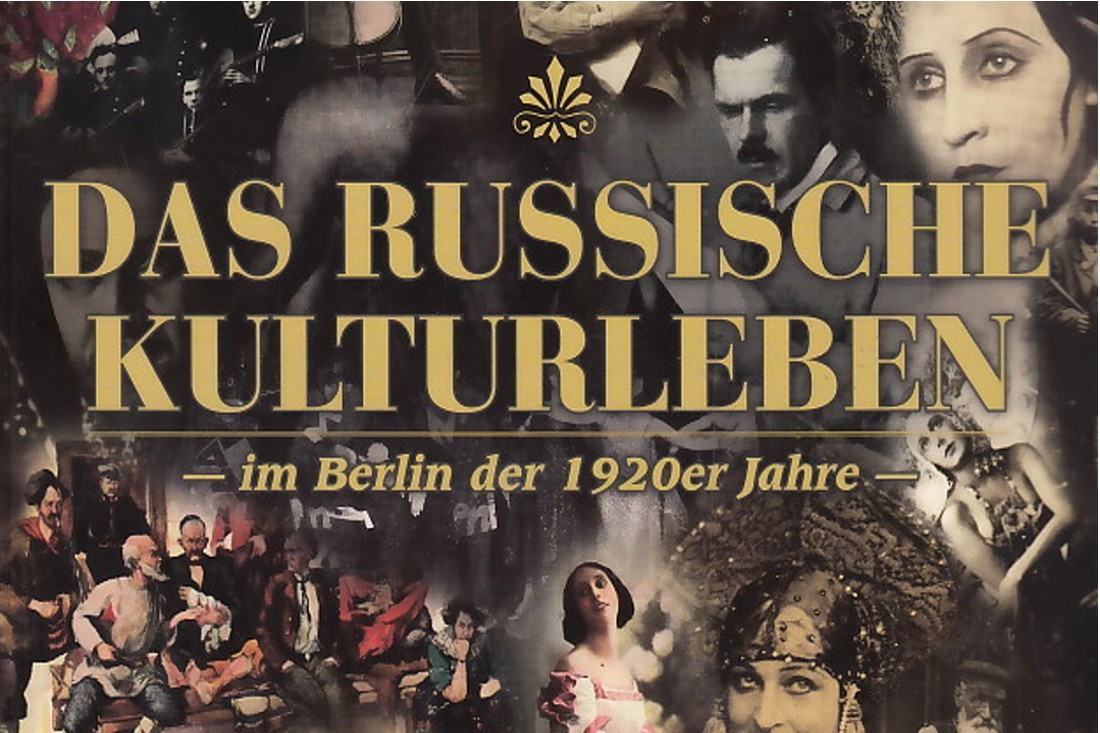 DAS RUSSISCHE
KULTURLEBEN
— im Berlin der 1920er Jahre —